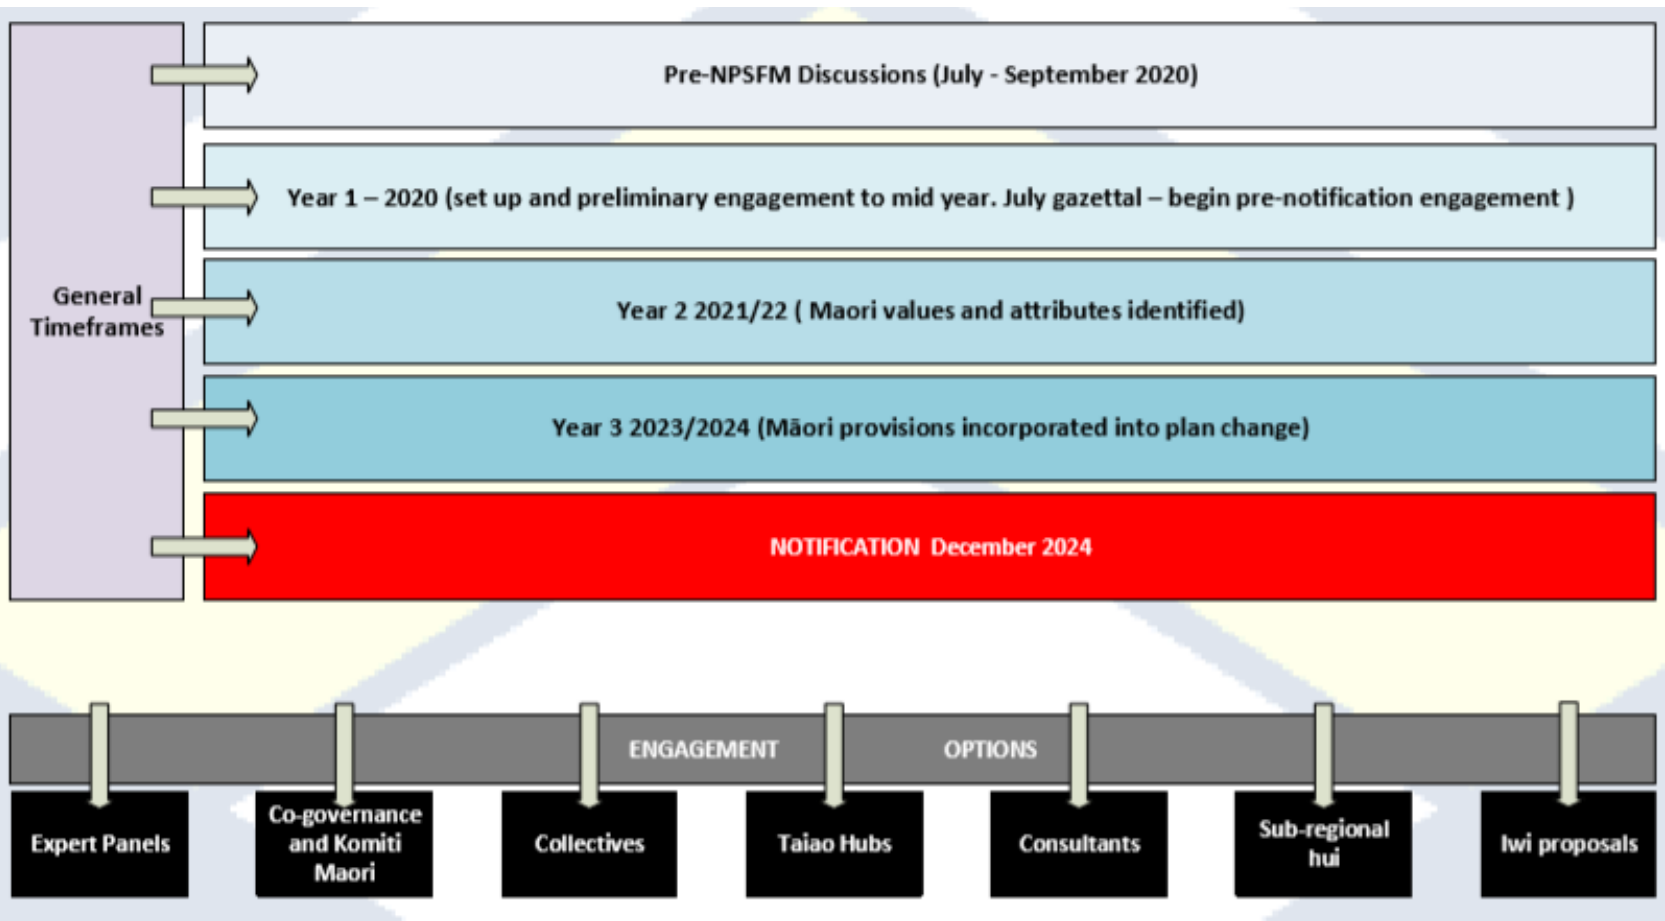 Pre-NPSFM Discussions (July - September 2020)
Year 1 – 2020 (set up and preliminary engagement to mid year. July gazettal – begin pre-notification engagement )
General
Timeframes
Year 2 2021/22 ( Maori values and attributes identified)
Year 3 2023/2024 (Māori provisions incorporated into plan change)
NOTIFICATION  December 2024
ENGAGEMENT OPTIONS
Expert Panels
Co-governance
and Komiti
Maori
Collectives
Taiao Hubs
Consultants
Sub-regional
hui
Iwi proposals